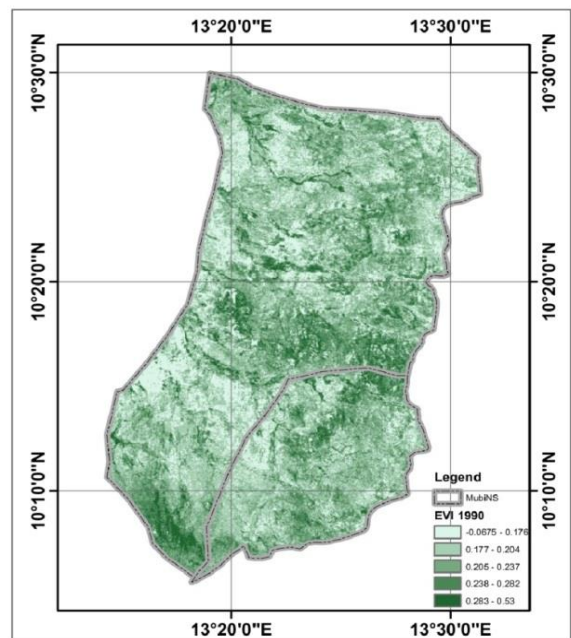 13°20'0"E 13°30'0"E
10°30'0"N 10°30'0"N
10°20'0"N 10°20'0"N
10°10'0"N 10°10'0"N
Legend
MubiNS
EVI 1990
-0.0675 - 0.176
0.177 - 0.204
0.205 - 0.237
0.238 - 0.282
0.283 - 0.53
13°20'0"E 13°30'0"E